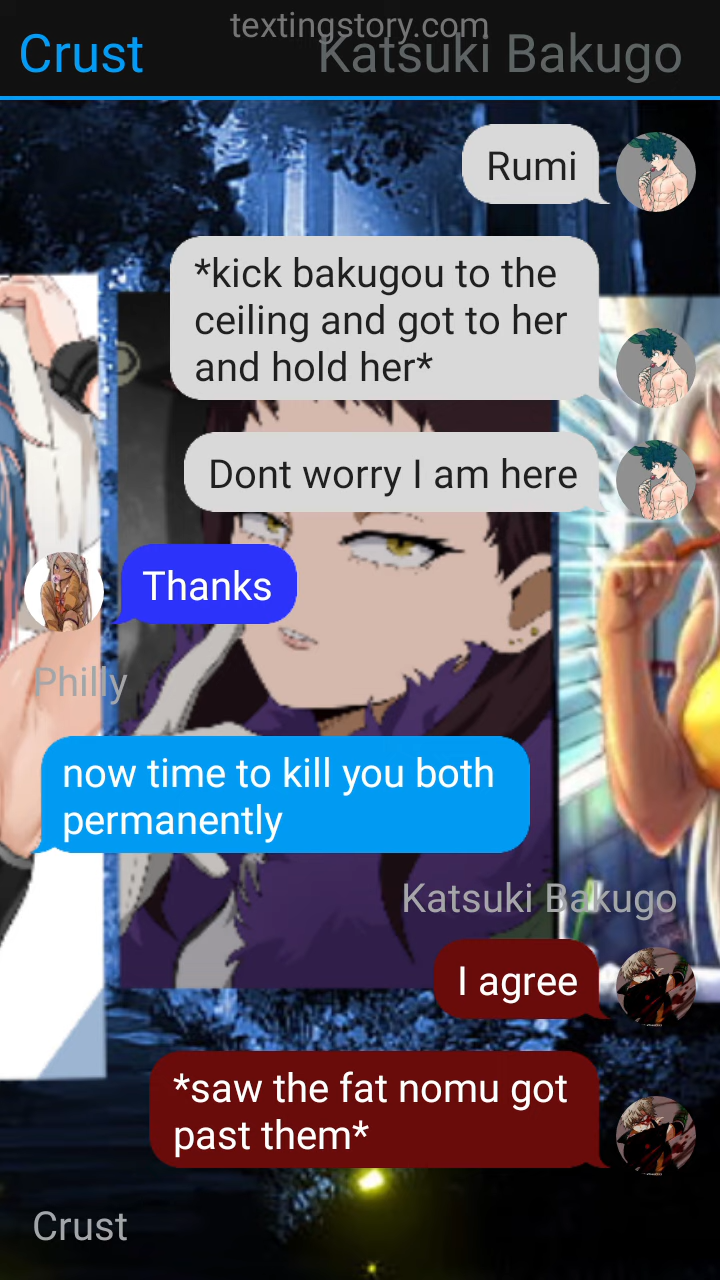 textingstory.com
Crust
Katsuki Bakugo
Rumi
*kick bakugou to the
ceiling and got to her
and hold her*
Dont worry I am here
Thanks
Philly
now time to kill you both
permanently
Katsuki Bakugo
I agree
*saw the fat nomu got
past them*
Crust